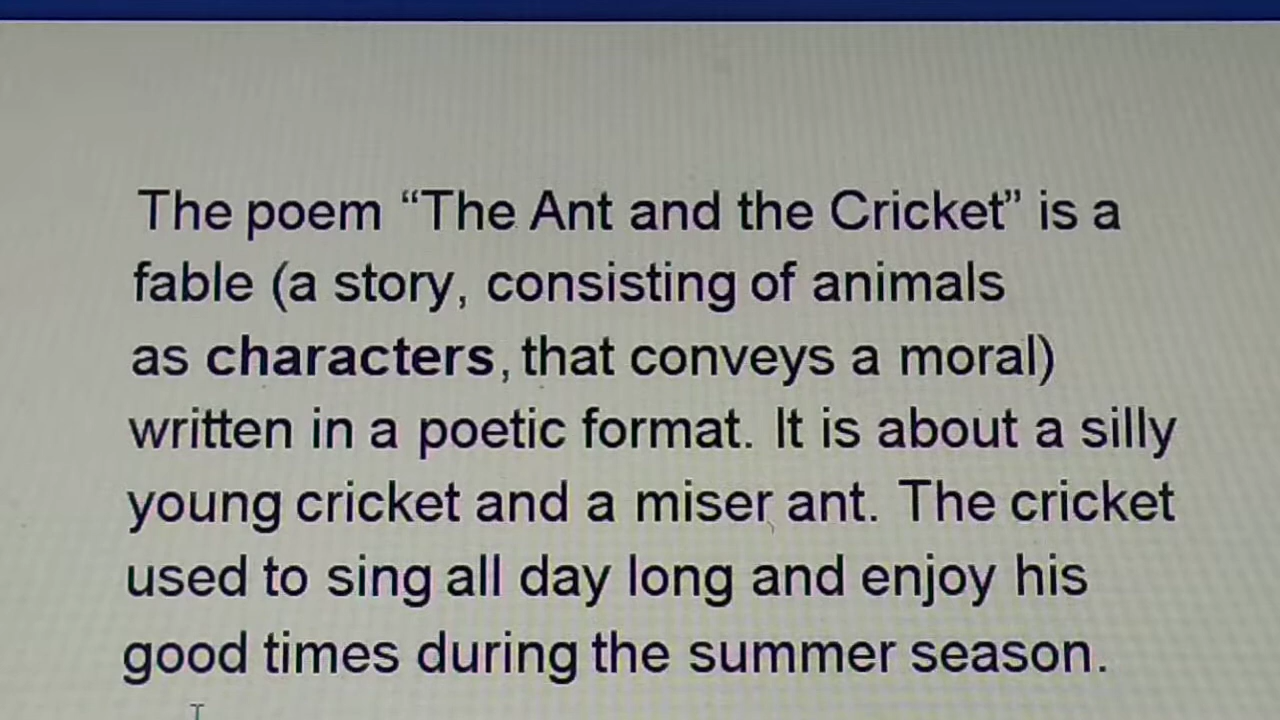 The poem “The Ant and the Cricket” is a
fable (a story, consisting of animals
as characters, that conveys a moral)
written in a poetic format. It is about a silly
young cricket and a miser ant. The cricket
used to sing all day long and enjoy his
good times during the summer season.